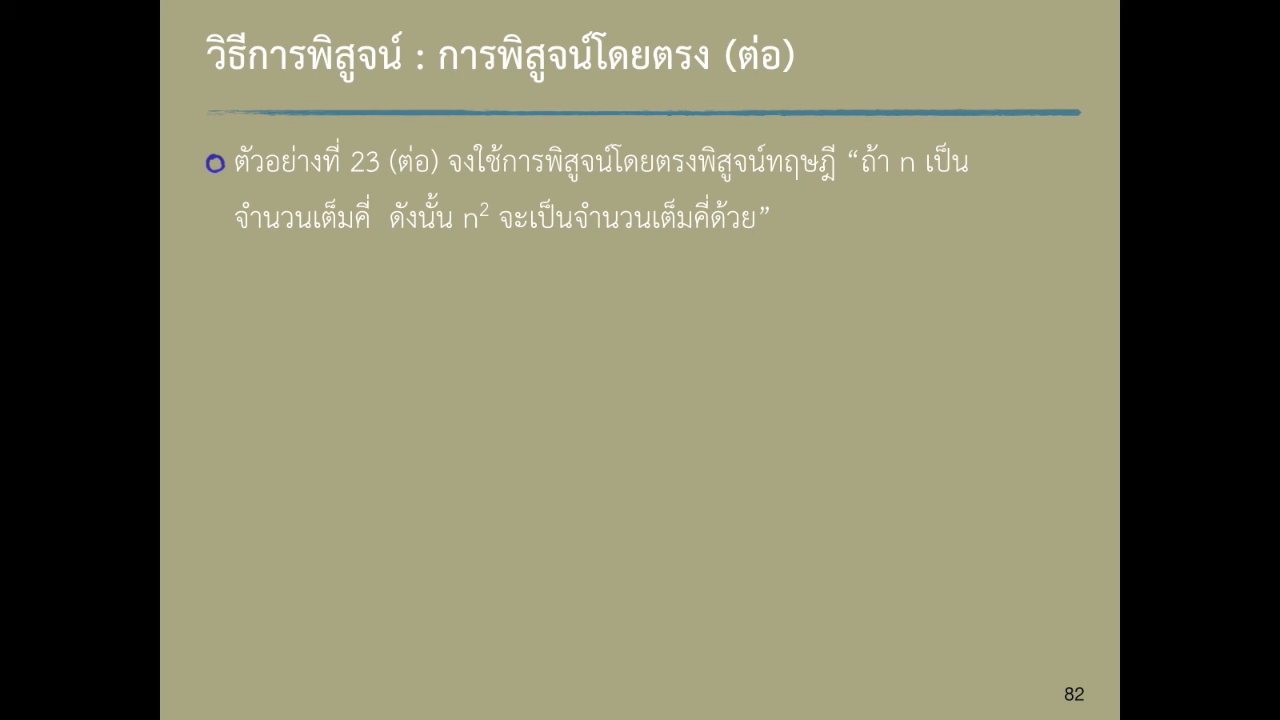 วิธีการพิสูจน์ : การพิสูจน์โดยตรง (ต่อ)
ตัวอย่างที่ 23 (ต่อ) จงใช้การพิสูจน์โดยตรงพิสูจน์ทฤษฎี “ถ้า n เป็น
จำนวนเต็มคี่ ดังนั้น n² จะเป็นจำนวนเต็มคี่ด้วย”
82